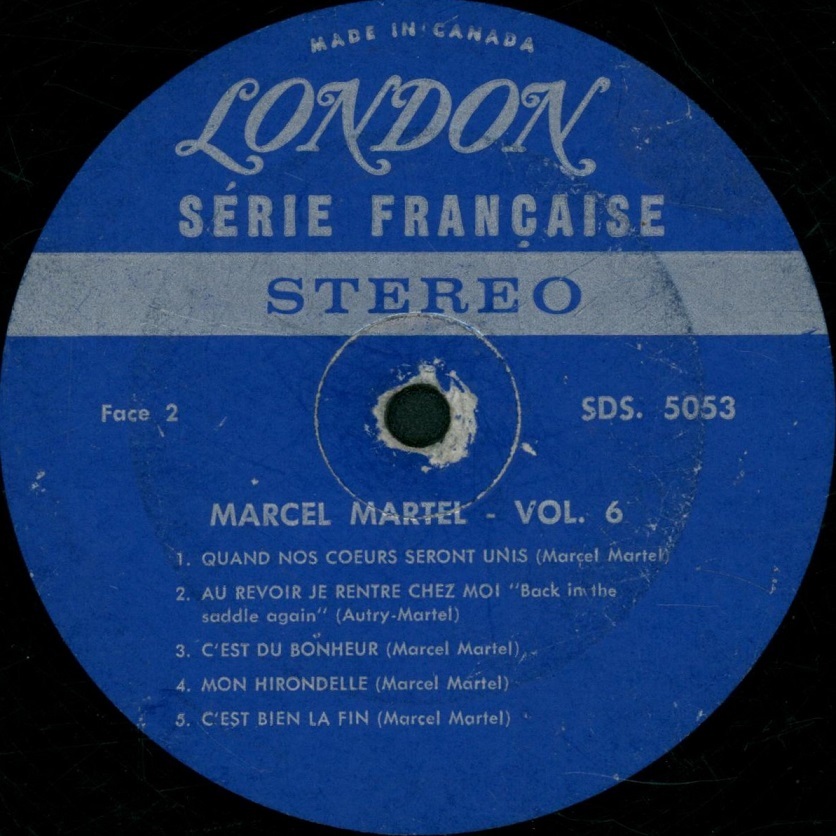 MADE IN CANADA
LONDON
SÉRIE FRANÇAISE
STEREO
Face 2
SDS. 5053
MARCEL MARTEL - VOL. 6
1. QUAND NOS COEURS SERONT UNIS (Marcel Martel)
2. AU REVOIR JE RENTRE CHEZ MOI "Back in the
saddle again" (Autry-Martel)
3. C'EST DU BONHEUR (Marcel Martel)
4. MON HIRONDELLE (Marcel Martel)
5. C'EST BIEN LA FIN (Marcel Martel)